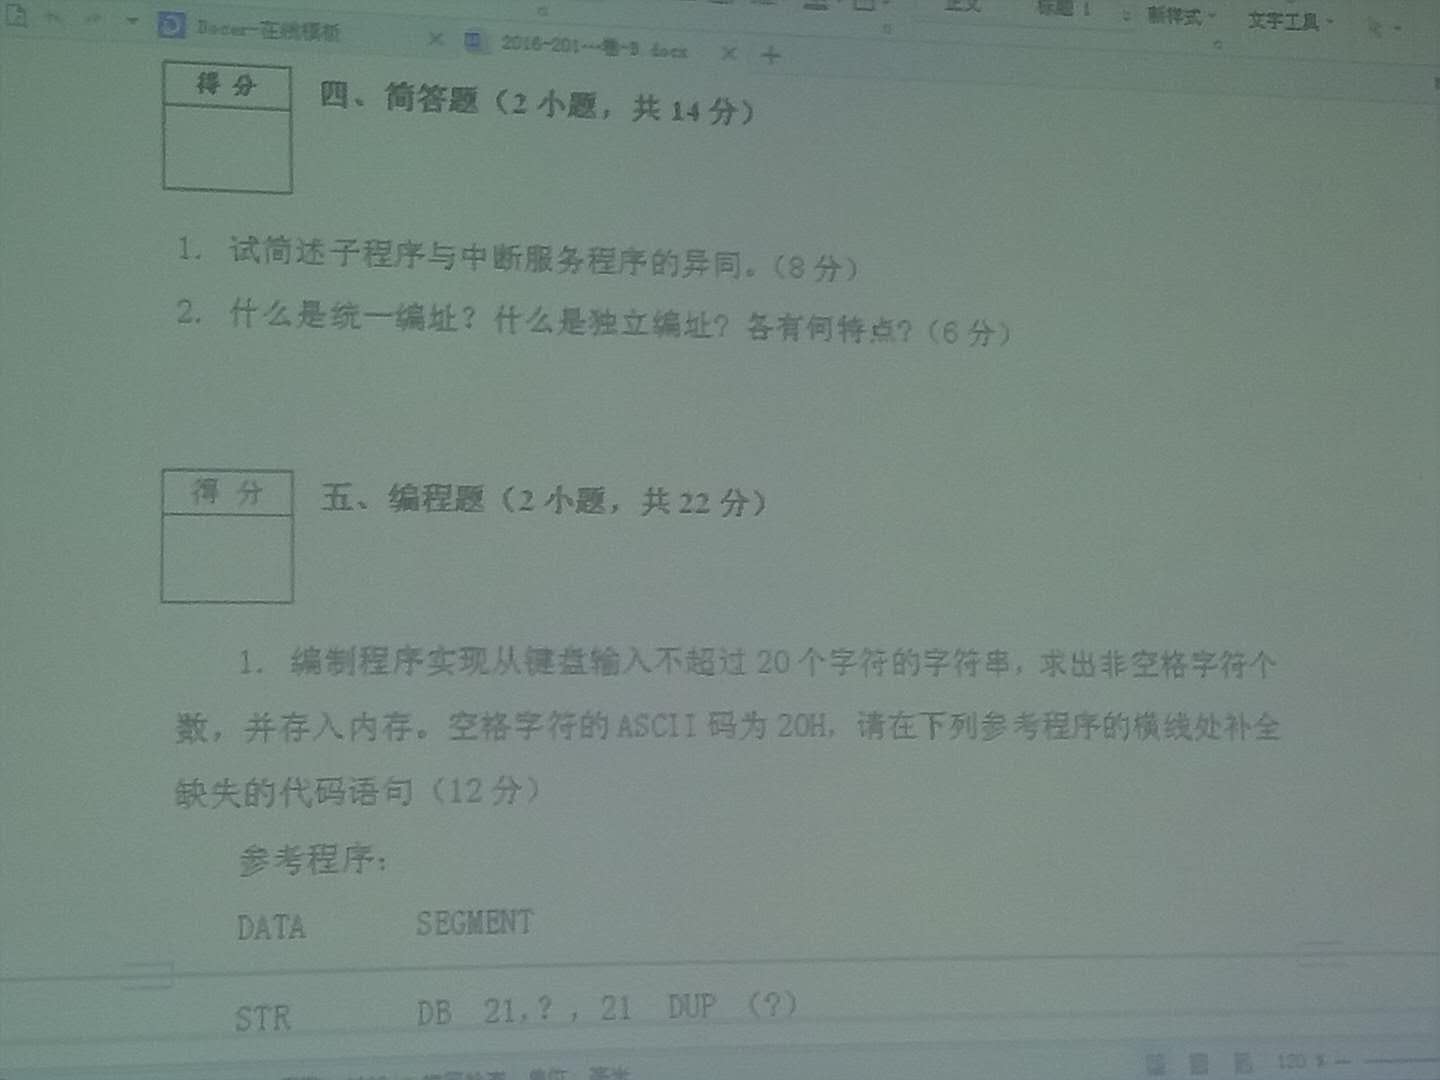 正文 标题 1 新样式 文字工具
Docer-在线模板 2016-201···卷-B docx
得 分
四、简答题（2 小题，共 14 分）
1. 试简述子程序与中断服务程序的异同。（8 分）
2. 什么是统一编址？什么是独立编址？各有何特点？（6 分）
得 分
五、编程题（2 小题，共 22 分）
1. 编制程序实现从键盘输入不超过 20 个字符的字符串，求出非空格字符个
数，并存入内存。空格字符的 ASCII 码为 20H，请在下列参考程序的横线处补全
缺失的代码语句（12 分）
参考程序：
DATA SEGMENT
STR DB 21,? , 21 DUP （?）
120 %